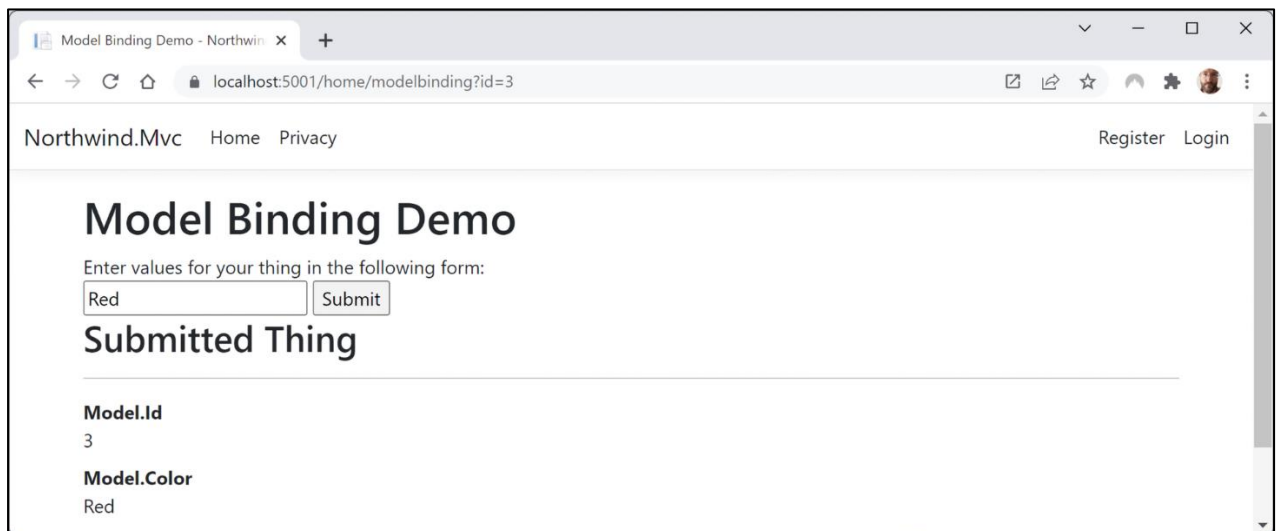 Model Binding Demo - Northwin
localhost:5001/home/modelbinding?id=3
Northwind.Mvc Home Privacy Register Login
Model Binding Demo
Enter values for your thing in the following form:
Red Submit
Submitted Thing
Model.Id
3
Model.Color
Red